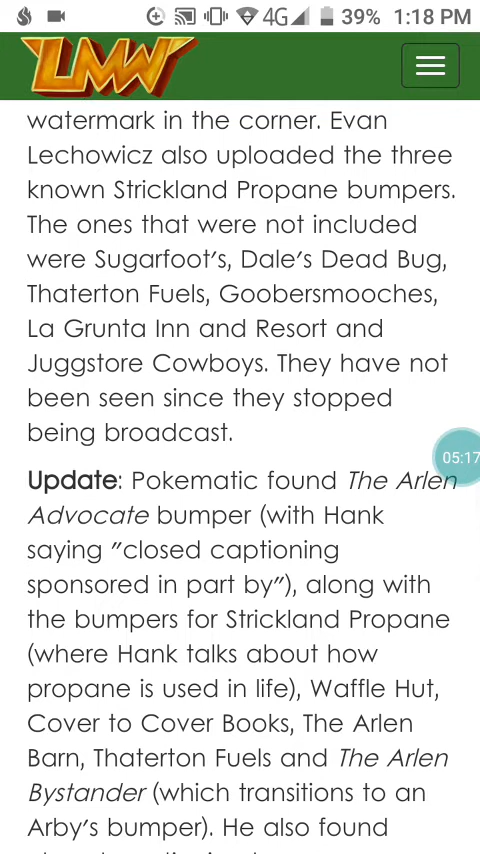 4G 39% 1:18 PM
LMW
watermark in the corner. Evan
Lechowicz also uploaded the three
known Strickland Propane bumpers.
The ones that were not included
were Sugarfoot's, Dale's Dead Bug,
Thaterton Fuels, Goobersmooches,
La Grunta Inn and Resort and
Juggstore Cowboys. They have not
been seen since they stopped
being broadcast.
05:17
Update: Pokematic found The Arlen
Advocate bumper (with Hank
saying "closed captioning
sponsored in part by"), along with
the bumpers for Strickland Propane
(where Hank talks about how
propane is used in life), Waffle Hut,
Cover to Cover Books, The Arlen
Barn, Thaterton Fuels and The Arlen
Bystander (which transitions to an
Arby's bumper). He also found